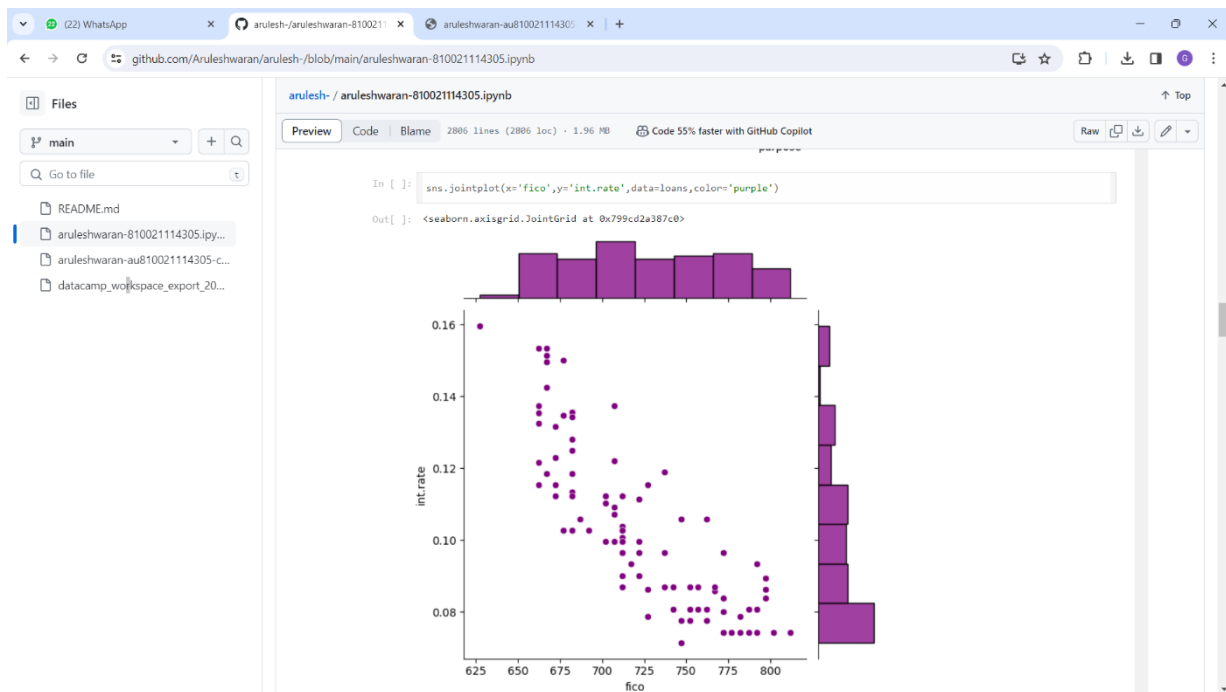 (22) WhatsApp
arulesh-/aruleshwaran-8100211
aruleshwaran-au810021114305
github.com/Aruleshwaran/arulesh-/blob/main/aruleshwaran-810021114305.ipynb
G
Files
arulesh- / aruleshwaran-810021114305.ipynb
Top
main
Preview Code Blame 2806 lines (2806 loc) · 1.96 MB Code 55% faster with GitHub Copilot Raw
Go to file t
README.md
aruleshwaran-810021114305.ipy...
aruleshwaran-au810021114305-c...
datacamp_workspace_export_20...
purpose
In [ ]: sns.jointplot(x='fico',y='int.rate',data=loans,color='purple')
Out[ ]: <seaborn.axisgrid.JointGrid at 0x799cd2a387c0>
0.16
0.14
0.12
0.10
0.08
int.rate
625 650 675 700 725 750 775 800
fico